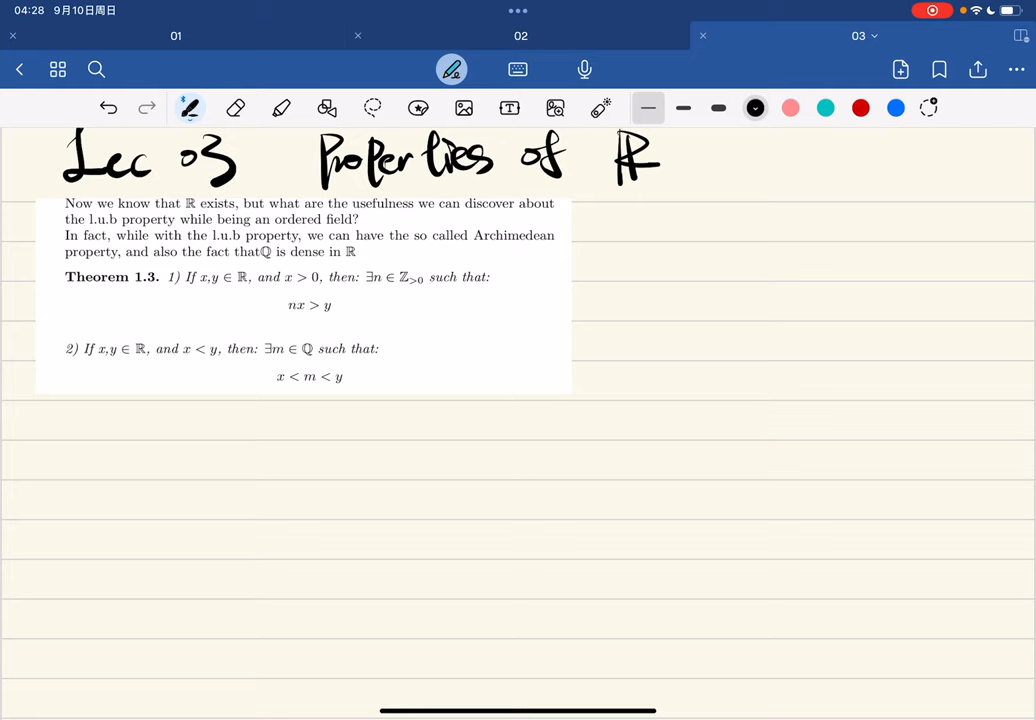 04:28 9月10日周日
01
02
03
Lec 03 Properties of ℝ
Now we know that ℝ exists, but what are the usefulness we can discover about
the l.u.b property while being an ordered field?
In fact, while with the l.u.b property, we can have the so called Archimedean
property, and also the fact thatℚ is dense in ℝ
Theorem 1.3. 1) If x,y ∈ ℝ, and x > 0, then: ∃n ∈ ℤ>0 such that:
nx > y
2) If x,y ∈ ℝ, and x < y, then: ∃m ∈ ℚ such that:
x < m < y